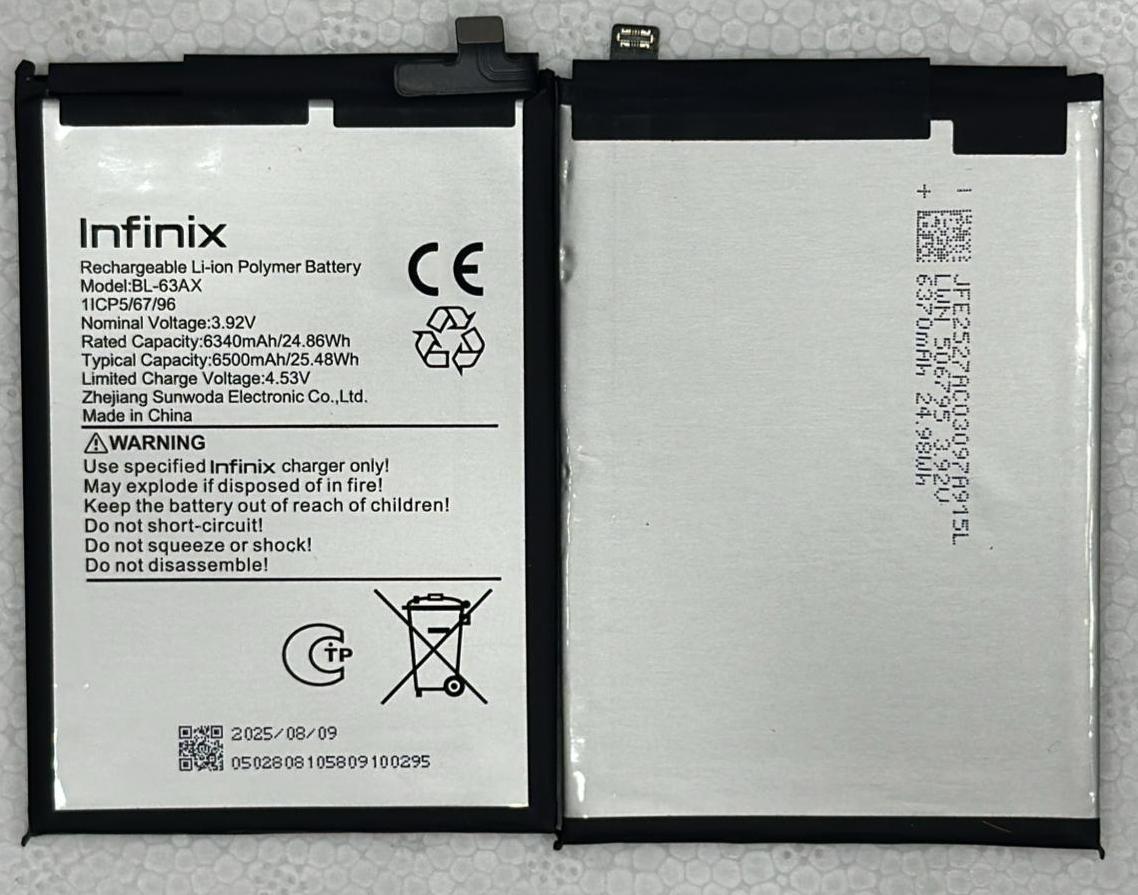 Infinix
Rechargeable Li-ion Polymer Battery
Model:BL-63AX
1ICP5/67/96
Nominal Voltage:3.92V
Rated Capacity:6340mAh/24.86Wh
Typical Capacity:6500mAh/25.48Wh
Limited Charge Voltage:4.53V
Zhejiang Sunwoda Electronic Co.,Ltd.
Made in China
CE
WARNING
Use specified Infinix charger only!
May explode if disposed of in fire!
Keep the battery out of reach of children!
Do not short-circuit!
Do not squeeze or shock!
Do not disassemble!
CTP
2025/08/09
0502808105809100295
+ -
JFE2527AC03097A915L
LWN 506795 3.92V
6370mAh 24.98Wh